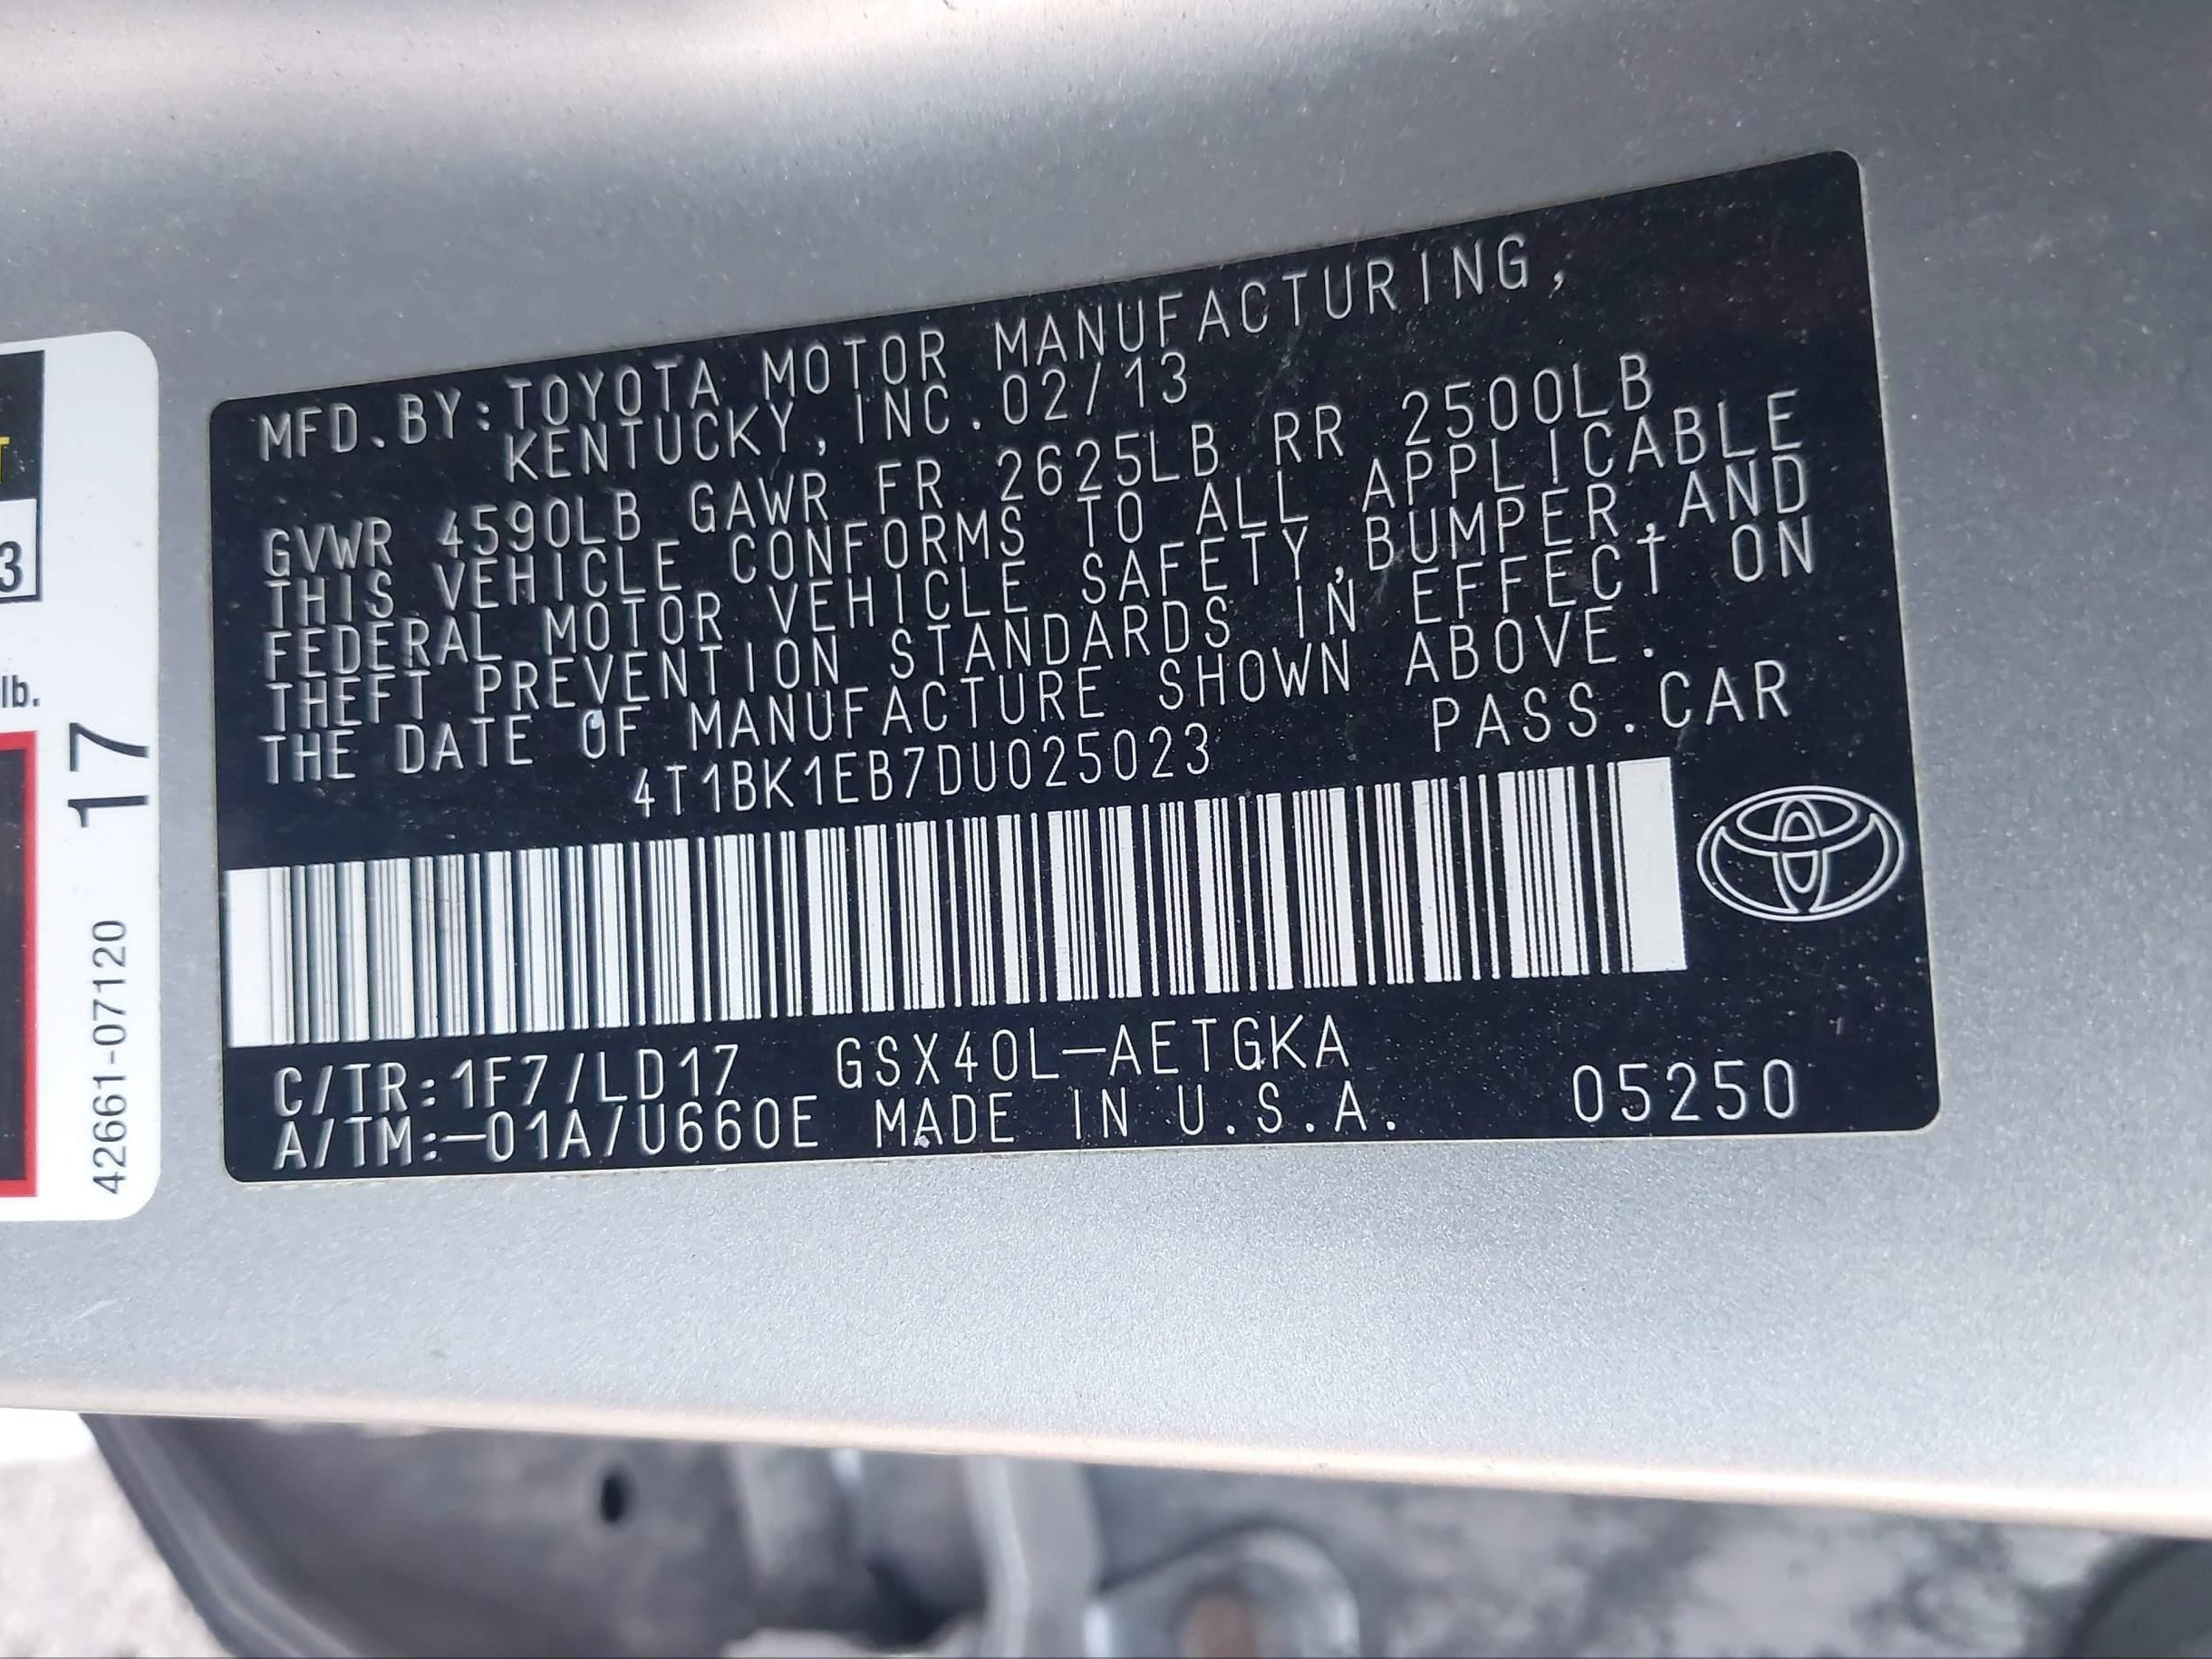 MFD.BY:TOYOTA MOTOR MANUFACTURING,
KENTUCKY, INC. 02/13
GVWR 4590LB GAWR FR 2625LB RR 2500LB
THIS VEHICLE CONFORMS TO ALL APPLICABLE
FEDERAL MOTOR VEHICLE SAFETY,BUMPER,AND
THEFT PREVENTION STANDARDS IN EFFECT ON
THE DATE OF MANUFACTURE SHOWN ABOVE.
4T1BK1EB7DU025023 PASS.CAR
C/TR:1F7/LD17 GSX40L-AETGKA
A/TM:-01A/U660E MADE IN U.S.A. 05250
T
3
lb.
17
42661-07120